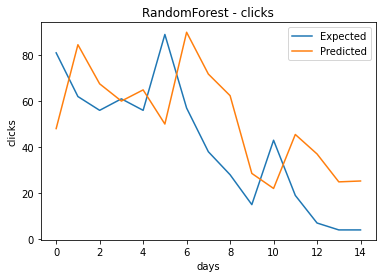 RandomForest - clicks
Expected
Predicted
80
60
40
20
0
clicks
0 2 4 6 8 10 12 14
days